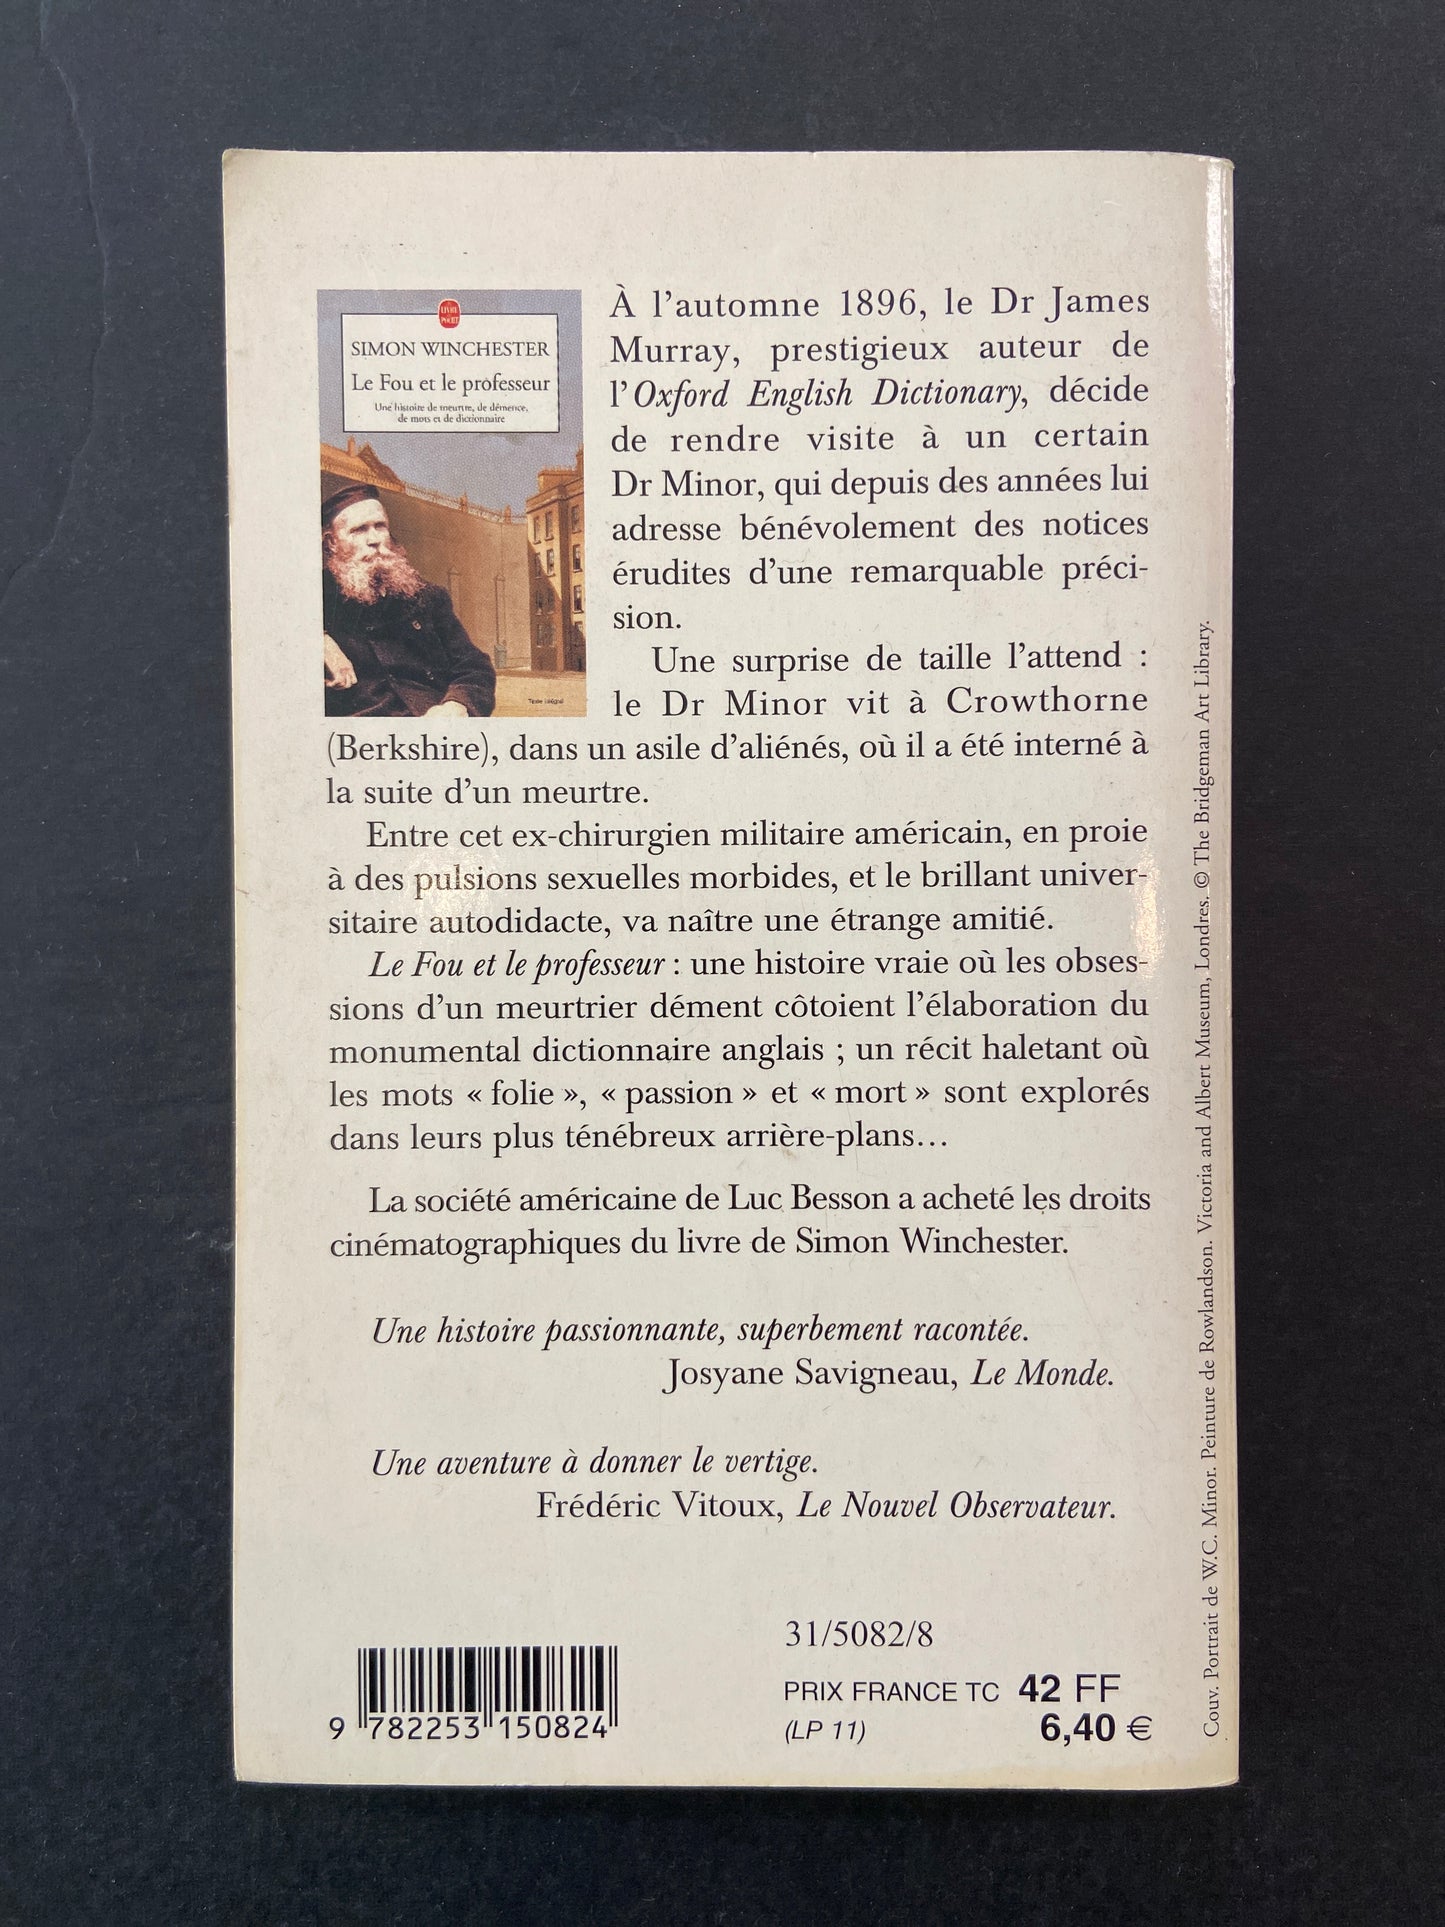 LE LIVRE
DE POCHE
SIMON WINCHESTER
Le Fou et le professeur
Une histoire de meurtre, de démence,
de mots et de dictionnaire
Texte intégral
À l'automne 1896, le Dr James
Murray, prestigieux auteur de
l'Oxford English Dictionary, décide
de rendre visite à un certain
Dr Minor, qui depuis des années lui
adresse bénévolement des notices
érudites d'une remarquable préci-
sion.
Une surprise de taille l'attend :
le Dr Minor vit à Crowthorne
(Berkshire), dans un asile d'aliénés, où il a été interné à
la suite d'un meurtre.
Entre cet ex-chirurgien militaire américain, en proie
à des pulsions sexuelles morbides, et le brillant univer-
sitaire autodidacte, va naître une étrange amitié.
Le Fou et le professeur : une histoire vraie où les obses-
sions d'un meurtrier dément côtoient l'élaboration du
monumental dictionnaire anglais ; un récit haletant où
les mots « folie », « passion » et « mort » sont explorés
dans leurs plus ténébreux arrière-plans…
La société américaine de Luc Besson a acheté les droits
cinématographiques du livre de Simon Winchester.
Une histoire passionnante, superbement racontée.
Josyane Savigneau, Le Monde.
Une aventure à donner le vertige.
Frédéric Vitoux, Le Nouvel Observateur.
31/5082/8
PRIX FRANCE TC 42 FF
(LP 11) 6,40 €
9 782253 150824
Couv. Portrait de W.C. Minor. Peinture de Rowlandson. Victoria and Albert Museum, Londres. © The Bridgeman Art Library.